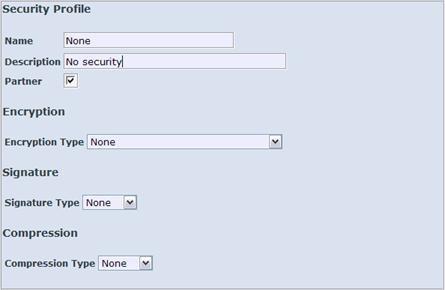 Security Profile
Name None
Description No security
Partner
Encryption
Encryption Type None
Signature
Signature Type None
Compression
Compression Type None